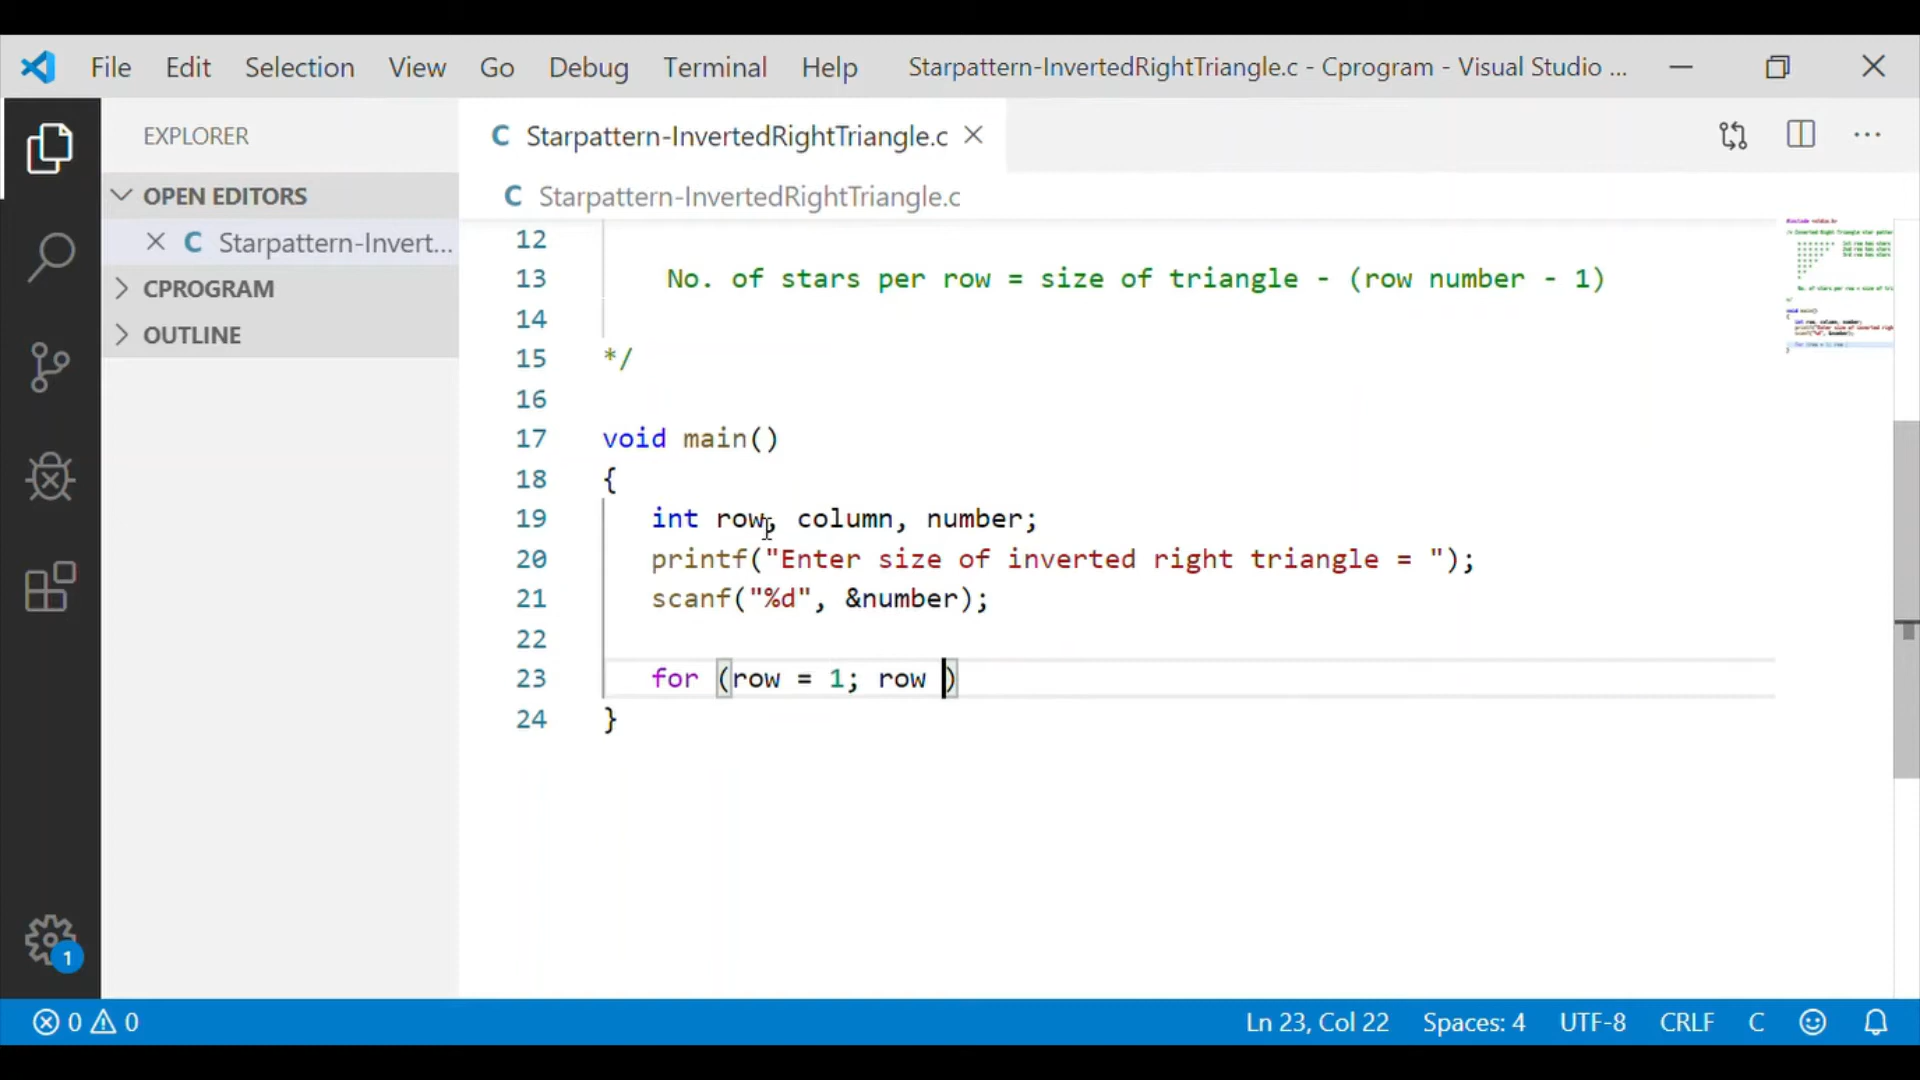 File Edit Selection View Go Debug Terminal Help Starpattern-InvertedRightTriangle.c - Cprogram - Visual Studio ...
EXPLORER
OPEN EDITORS
C Starpattern-Invert...
CPROGRAM
OUTLINE
C Starpattern-InvertedRightTriangle.c
C Starpattern-InvertedRightTriangle.c
12
13 No. of stars per row = size of triangle - (row number - 1)
14
15 */
16
17 void main()
18 {
19 int row, column, number;
20 printf("Enter size of inverted right triangle = ");
21 scanf("%d", &number);
22
23 for (row = 1; row )
24 }
1
0 0 Ln 23, Col 22 Spaces: 4 UTF-8 CRLF C